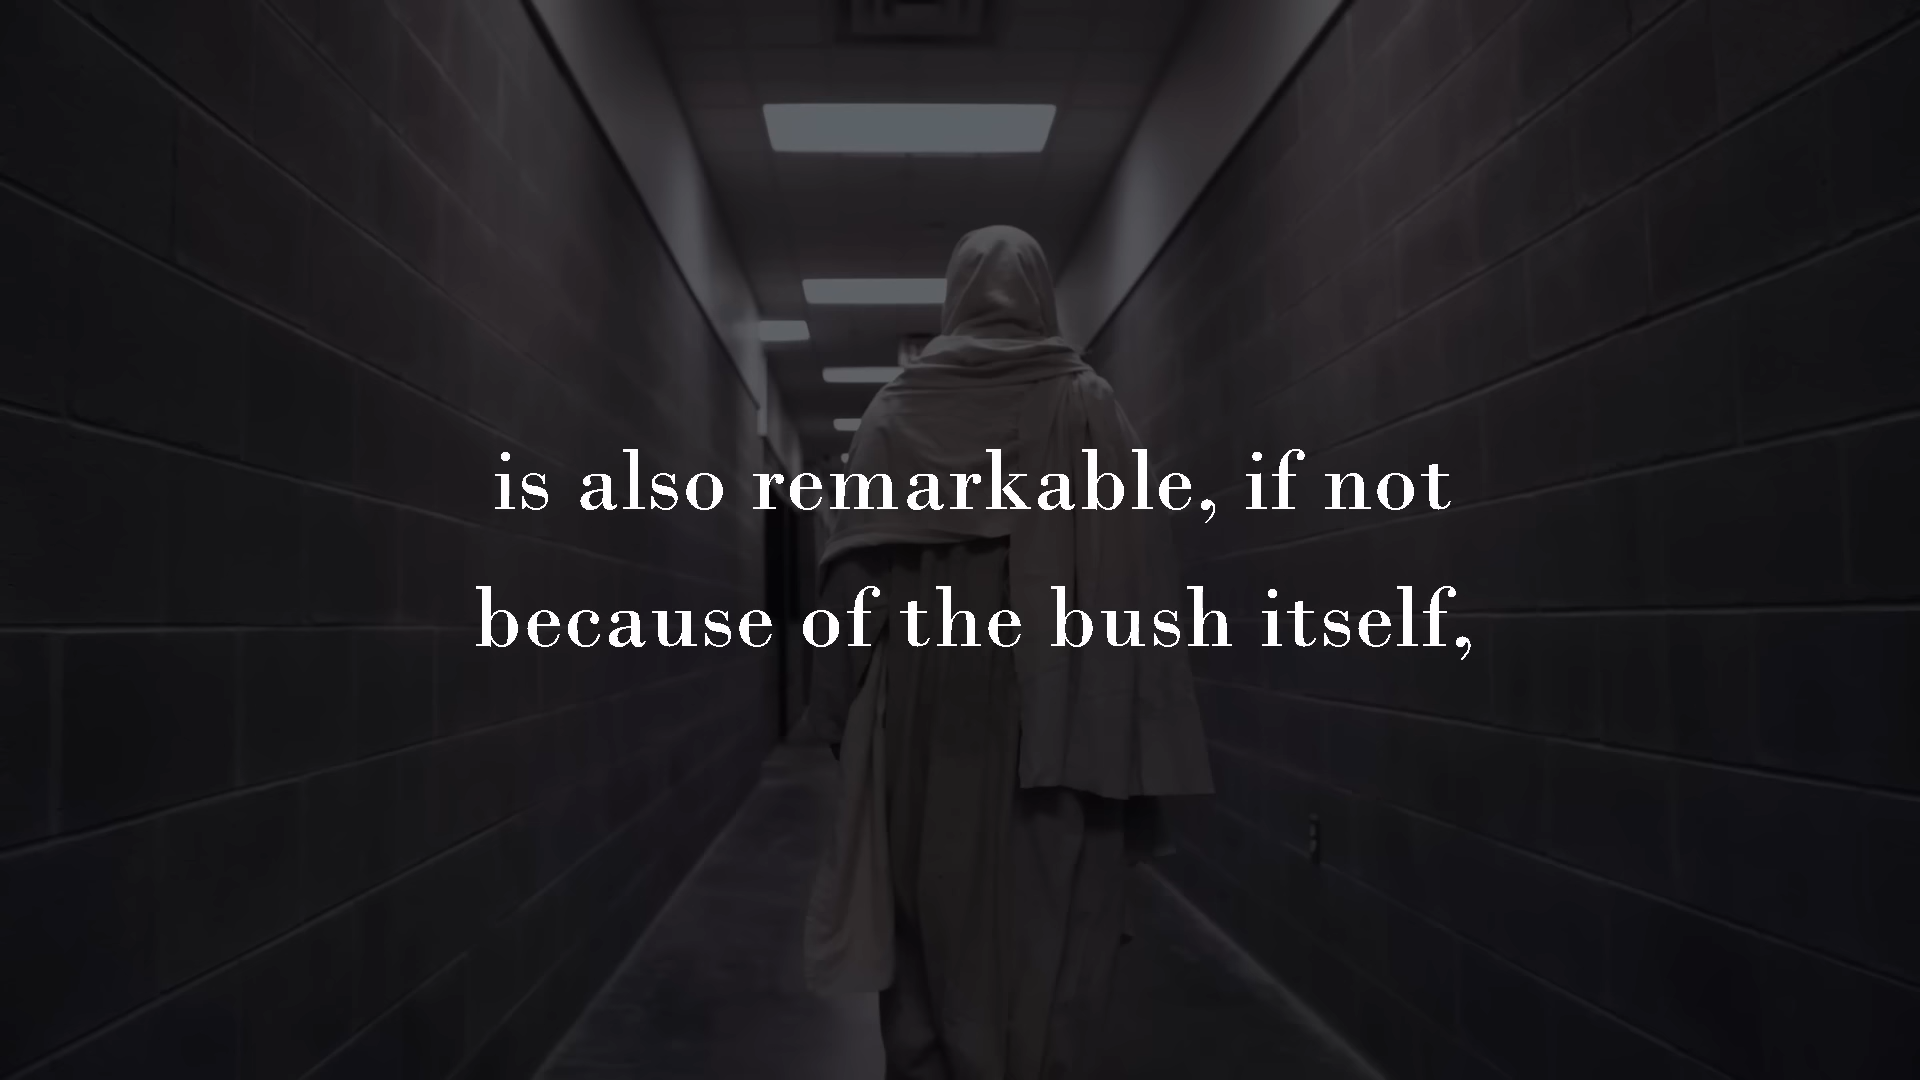 is also remarkable, if not
because of the bush itself,